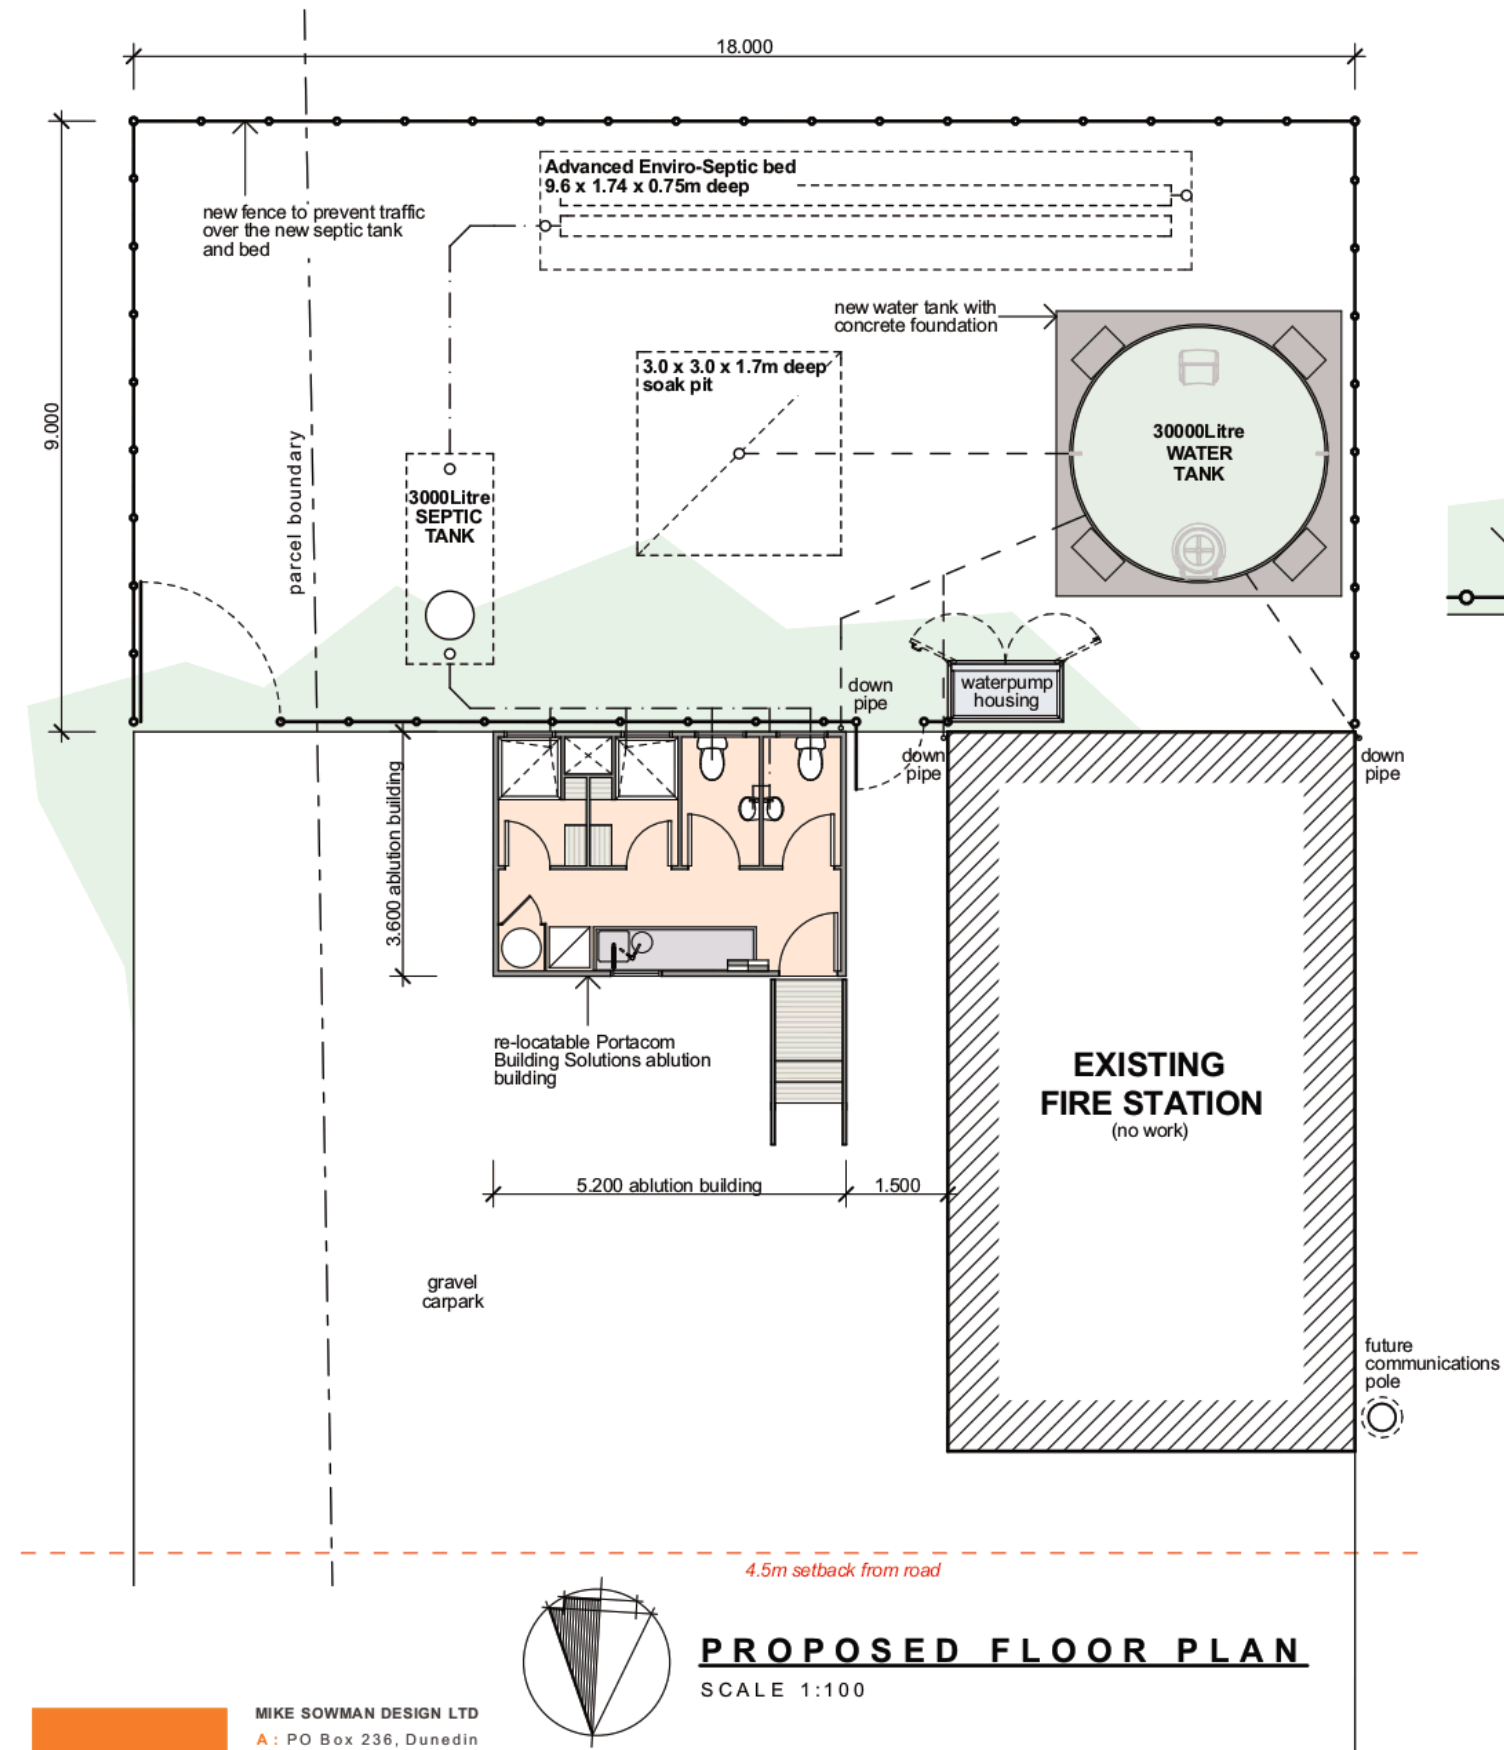 18.000
Advanced Enviro-Septic bed
9.6 x 1.74 x 0.75m deep
new fence to prevent traffic
over the new septic tank
and bed
new water tank with
concrete foundation
3.0 x 3.0 x 1.7m deep
soak pit
9.000
parcel boundary
30000Litre
WATER
TANK
3000Litre
SEPTIC
TANK
down
pipe
waterpump
housing
down
pipe
down
pipe
3.600 ablution building
re-locatable Portacom
Building Solutions ablution
building
EXISTING
FIRE STATION
(no work)
5.200 ablution building
1.500
gravel
carpark
future
communications
pole
4.5m setback from road
PROPOSED FLOOR PLAN
SCALE 1:100
MIKE SOWMAN DESIGN LTD
A : PO Box 236, Dunedin